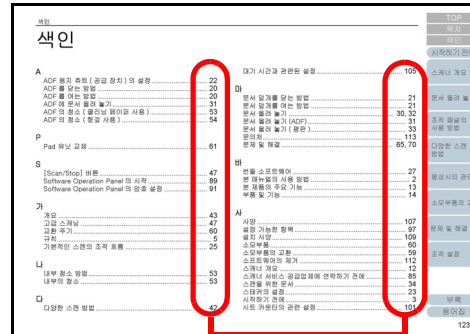 색인
색인
A
ADF 용지 츄트 ( 공급 장치 ) 의 설정 22
ADF 를 닫는 방법 20
ADF 를 여는 방법 20
ADF 에 문서 올려 놓기 31
ADF 의 청소 ( 클리닝 페이퍼 사용 ) 53
ADF 의 청소 ( 헝겊 사용 ) 54
P
Pad 유닛 교체 61
S
[Scan/Stop] 버튼 47
Software Operation Panel 의 시작 89
Software Operation Panel 의 암호 설정 91
가
개요 43
고급 스캐닝 47
교환 주기 60
규칙 5
기본적인 스캔의 조작 흐름 25
나
내부 청소 방법 53
내부의 청소 53
다
다양한 스캔 방법 42
대기 시간과 관련된 설정 105
마
문서 덮개를 닫는 방법 21
문서 덮개를 여는 방법 21
문서 올려 놓기 30, 32
문서 올려 놓기 (ADF) 31
문서 올려 놓기 ( 평판 ) 33
문의처 113
문제 및 해결 65, 70
바
번들 소프트웨어 27
본 매뉴얼의 사용 방법 2
본 제품의 주요 기능 13
부품 및 기능 14
사
사양 107
설정 가능한 항목 97
설치 사양 109
소모부품 60
소모부품의 교환 59
소프트웨어의 제거 112
스캐너 개요 12
스캐너 서비스 공급업체에 연락하기 전에 85
스캔을 위한 문서 34
스태커의 설정 23
시작하기 전에 3
시트 카운터의 관련 설정 101
TOP
목차
색인
시작하기 전에
스캐너 개요
문서 올려 놓
조작 패널의
사용 방법
다양한 스캔
방법
평상시의 관리
소모부품의 교
문제 및 해결
조작 설정
부록
용어집
123